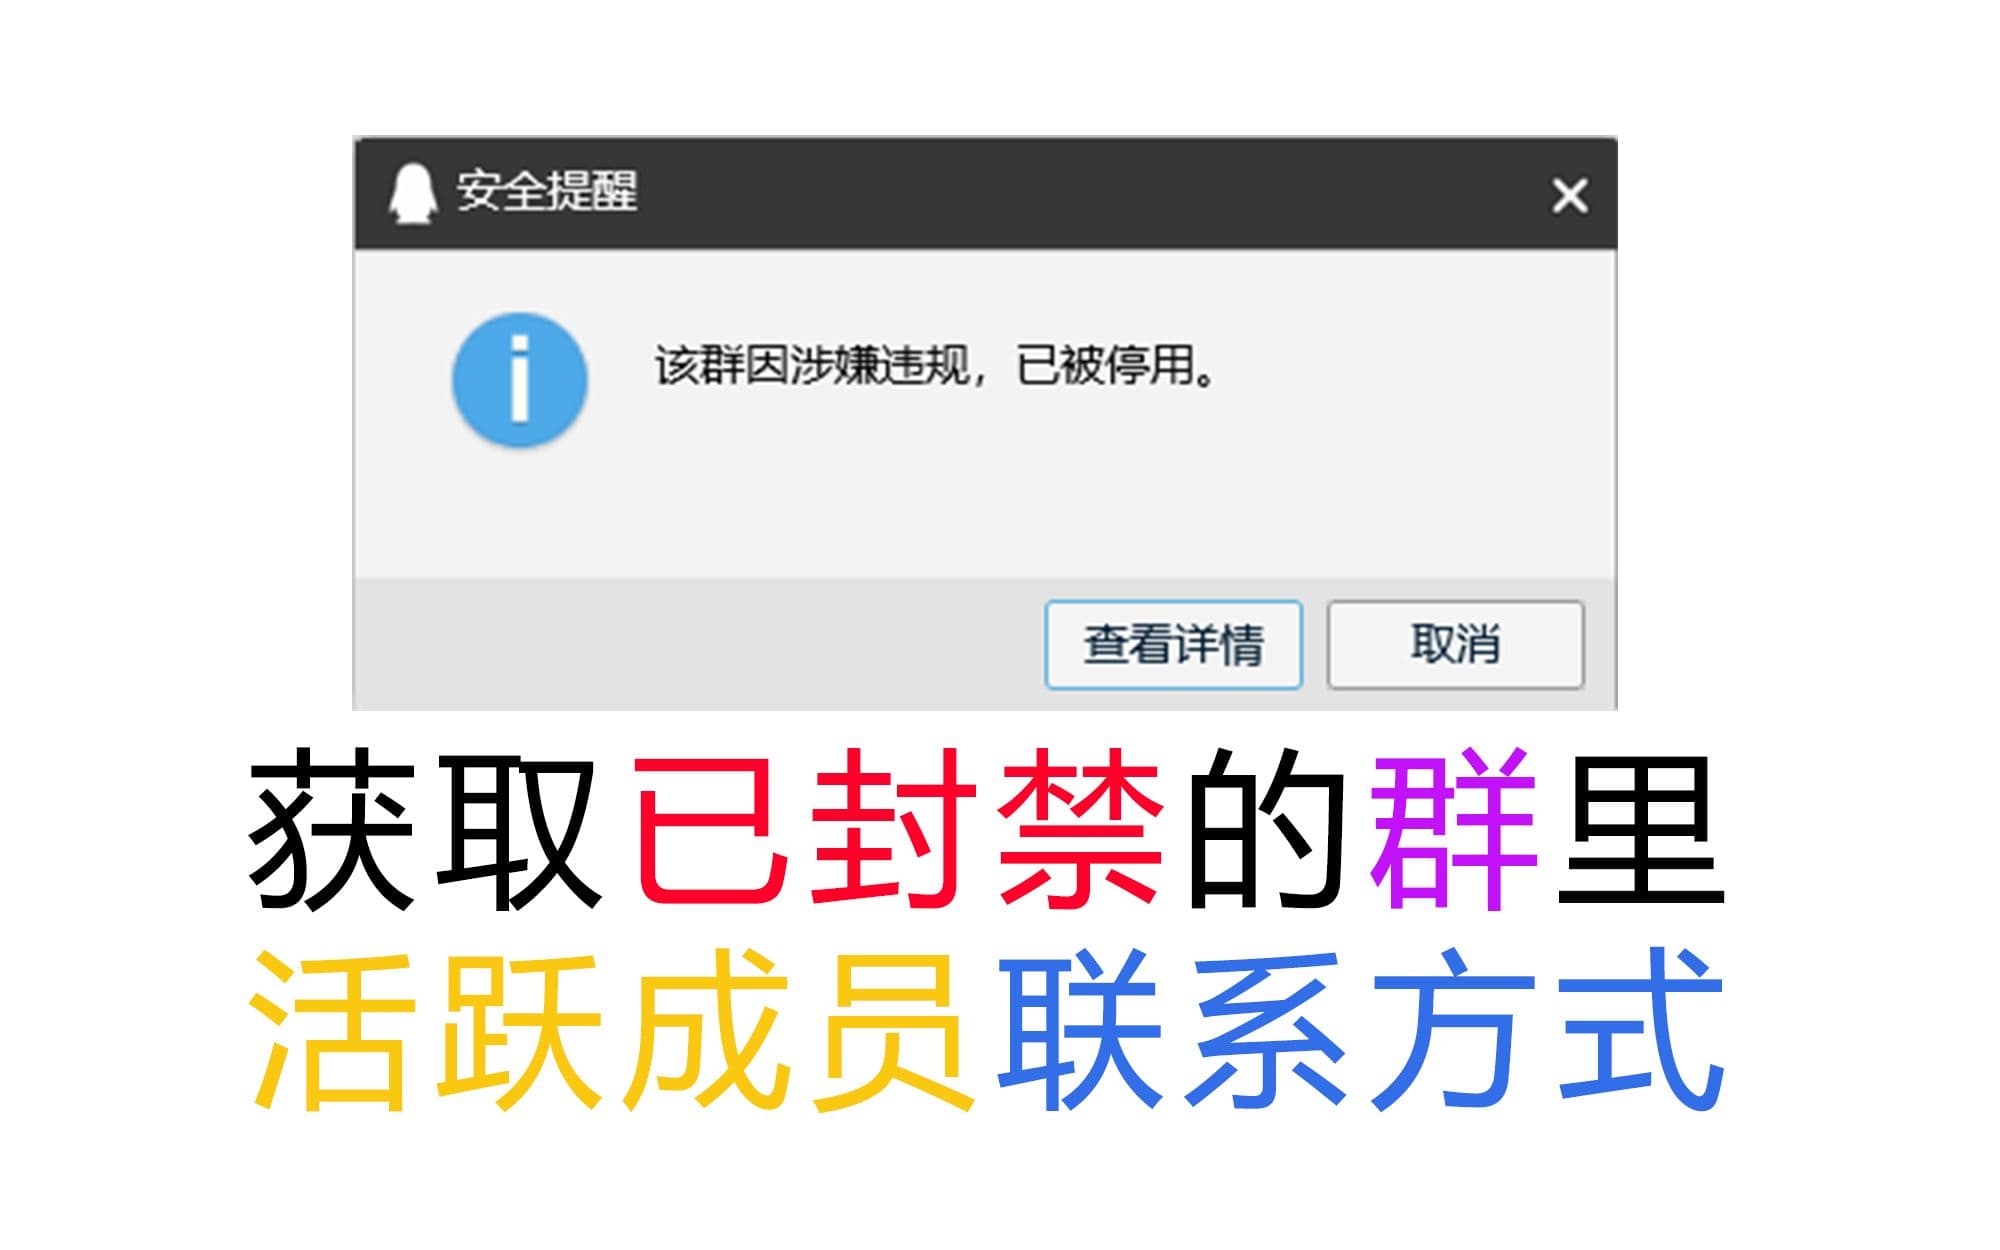 安全提醒
该群因涉嫌违规，已被停用。
查看详情 取消
获取已封禁的群里
活跃成员联系方式